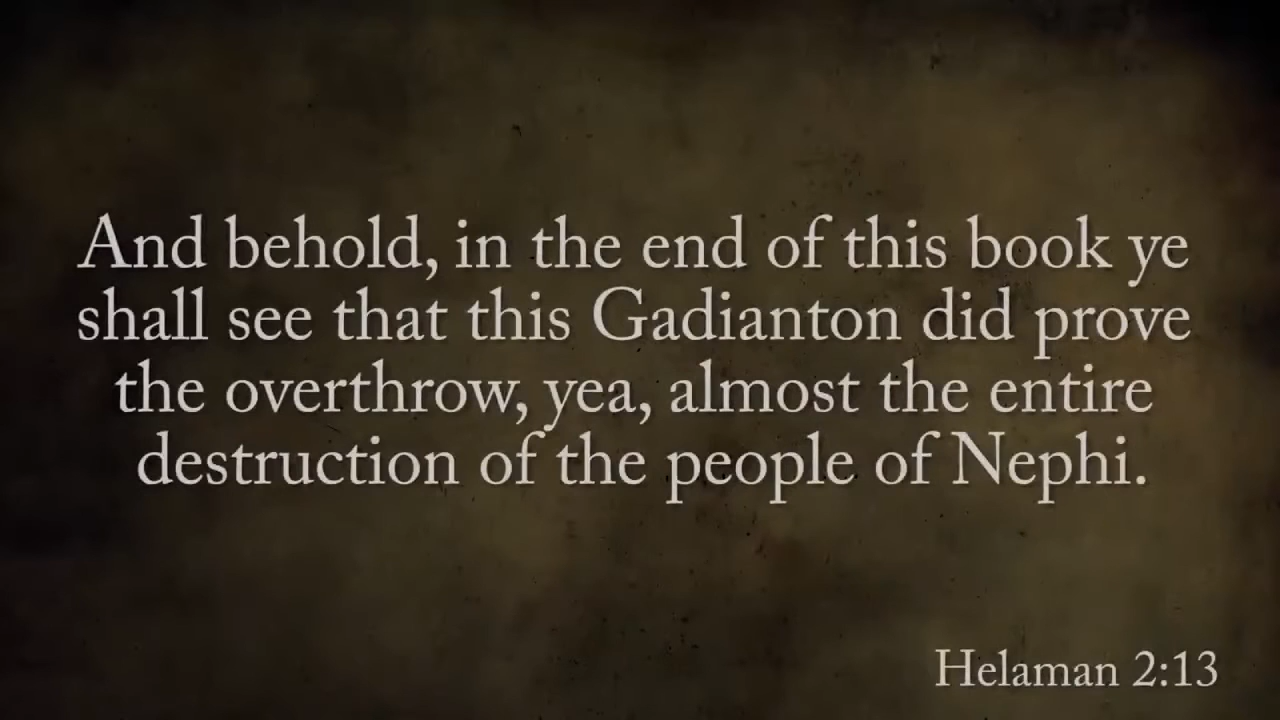 And behold, in the end of this book ye
shall see that this Gadianton did prove
the overthrow, yea, almost the entire
destruction of the people of Nephi.
Helaman 2:13